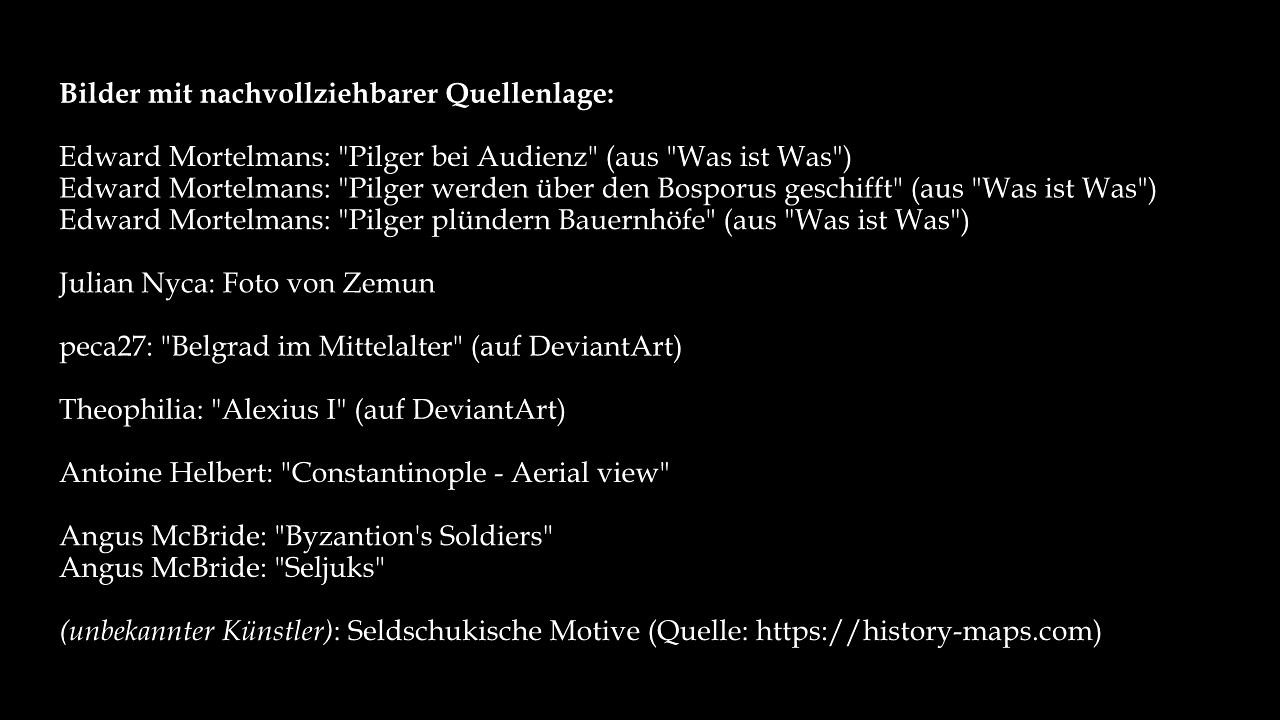 Bilder mit nachvollziehbarer Quellenlage:
Edward Mortelmans: "Pilger bei Audienz" (aus "Was ist Was")
Edward Mortelmans: "Pilger werden über den Bosporus geschifft" (aus "Was ist Was")
Edward Mortelmans: "Pilger plündern Bauernhöfe" (aus "Was ist Was")
Julian Nyca: Foto von Zemun
peca27: "Belgrad im Mittelalter" (auf DeviantArt)
Theophilia: "Alexius I" (auf DeviantArt)
Antoine Helbert: "Constantinople - Aerial view"
Angus McBride: "Byzantion's Soldiers"
Angus McBride: "Seljuks"
(unbekannter Künstler): Seldschukische Motive (Quelle: https://history-maps.com)